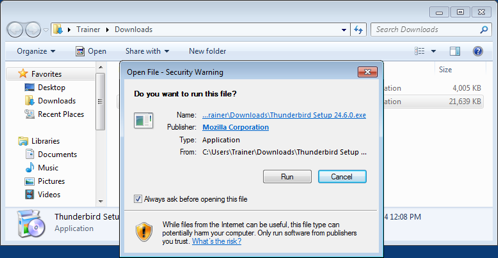 Trainer ▸ Downloads
Search Downloads
Organize
Open
Share with
New folder
Favorites
Desktop
Downloads
Recent Places
Libraries
Documents
Music
Pictures
Videos
Size
ation
4,005 KB
ation
21,639 KB
Open File - Security Warning
Do you want to run this file?
Name: ...rainer\Downloads\Thunderbird Setup 24.6.0.exe
Publisher: Mozilla Corporation
Type: Application
From: C:\Users\Trainer\Downloads\Thunderbird Setup ...
Run
Cancel
Always ask before opening this file
While files from the Internet can be useful, this file type can
potentially harm your computer. Only run software from publishers
you trust. What's the risk?
Thunderbird Setu
Application
4 12:08 PM